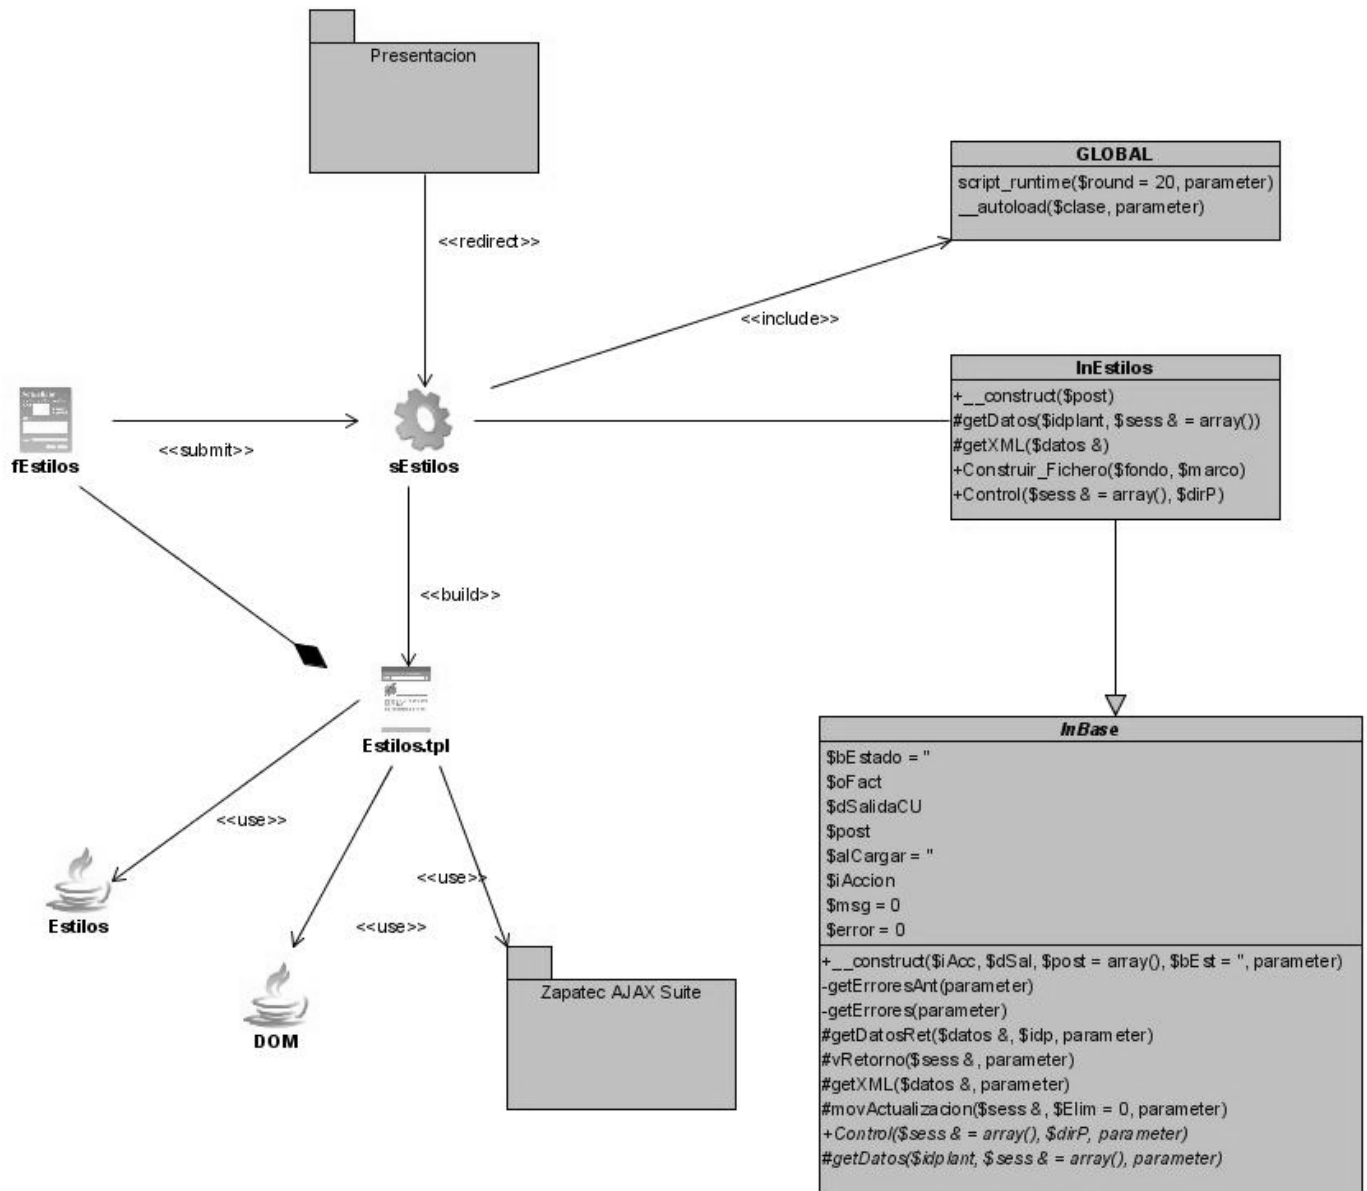 Presentacion
GLOBAL
script_runtime($round = 20, parameter)
__autoload($clase, parameter)
<<redirect>>
<<include>>
InEstilos
+__construct($post)
#getDatos($idplant, $sess & = array())
#getXML($datos &)
+Construir_Fichero($fondo, $marco)
+Control($sess & = array(), $dirP)
<<submit>>
fEstilos
sEstilos
<<build>>
Estilos.tpl
<<use>>
<<use>>
<<use>>
Estilos
DOM
Zapatec AJAX Suite
InBase
$bEstado = ''
$oFact
$dSalidaCU
$post
$alCargar = ''
$iAccion
$msg = 0
$error = 0
+__construct($iAcc, $dSal, $post = array(), $bEst = '', parameter)
-getErroresAnt(parameter)
-getErrores(parameter)
#getDatosRet($datos &, $idp, parameter)
#vRetorno($sess &, parameter)
#getXML($datos &, parameter)
#movActualizacion($sess &, $Elim = 0, parameter)
+Control($sess & = array(), $dirP, parameter)
#getDatos($idplant, $sess & = array(), parameter)